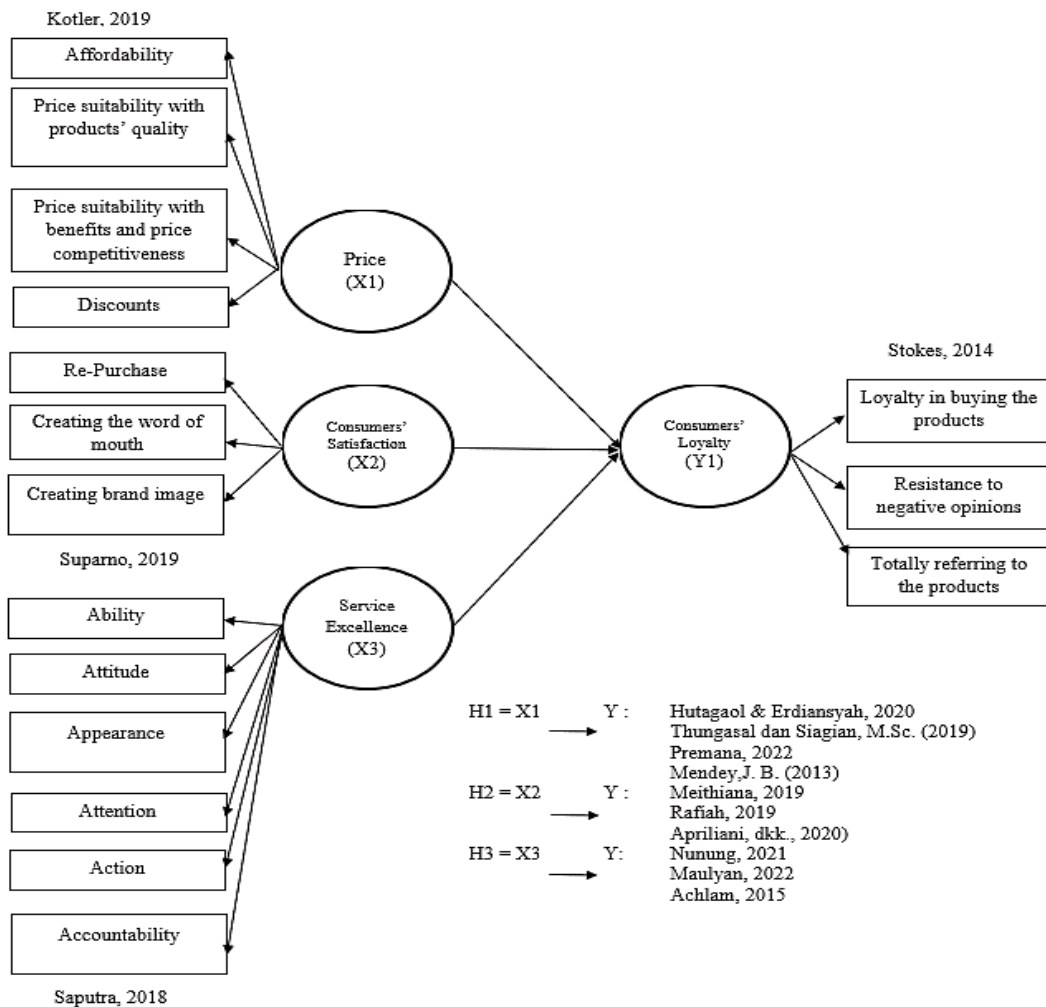 Kotler, 2019
Affordability
Price suitability with
products’ quality
Price suitability with
benefits and price
competitiveness
Discounts
Price
(X1)
Re-Purchase
Creating the word of
mouth
Creating brand image
Suparno, 2019
Consumers’
Satisfaction
(X2)
Ability
Attitude
Appearance
Attention
Action
Accountability
Saputra, 2018
Service
Excellence
(X3)
Consumers’
Loyalty
(Y1)
Stokes, 2014
Loyalty in buying the
products
Resistance to
negative opinions
Totally referring to
the products
H1 = X1 Y : Hutagaol & Erdiansyah, 2020
Thungasal dan Siagian, M.Sc. (2019)
Premana, 2022
Mendey,J. B. (2013)
H2 = X2 Y : Meithiana, 2019
Rafiah, 2019
Apriliani, dkk., 2020)
H3 = X3 Y: Nunung, 2021
Maulyan, 2022
Achlam, 2015